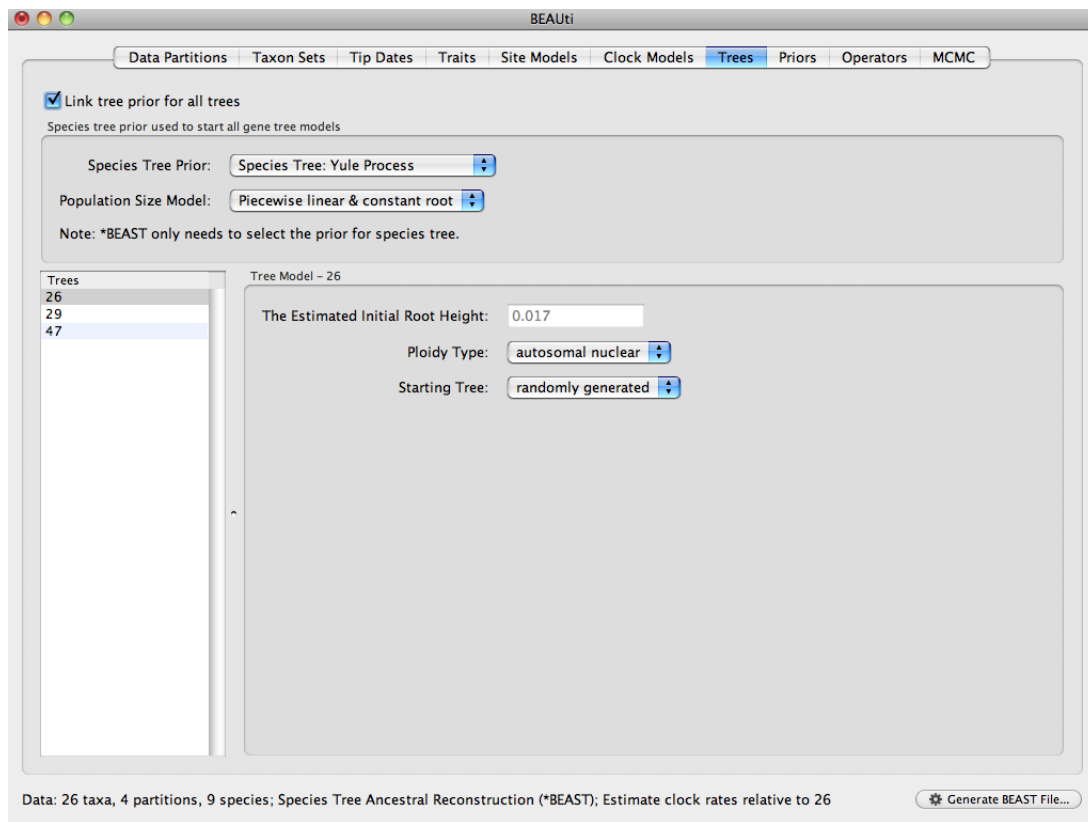 BEAUti
Data Partitions Taxon Sets Tip Dates Traits Site Models Clock Models Trees Priors Operators MCMC
Link tree prior for all trees
Species tree prior used to start all gene tree models
Species Tree Prior: Species Tree: Yule Process
Population Size Model: Piecewise linear & constant root
Note: *BEAST only needs to select the prior for species tree.
Trees
26
29
47
Tree Model – 26
The Estimated Initial Root Height: 0.017
Ploidy Type: autosomal nuclear
Starting Tree: randomly generated
Data: 26 taxa, 4 partitions, 9 species; Species Tree Ancestral Reconstruction (*BEAST); Estimate clock rates relative to 26
Generate BEAST File...